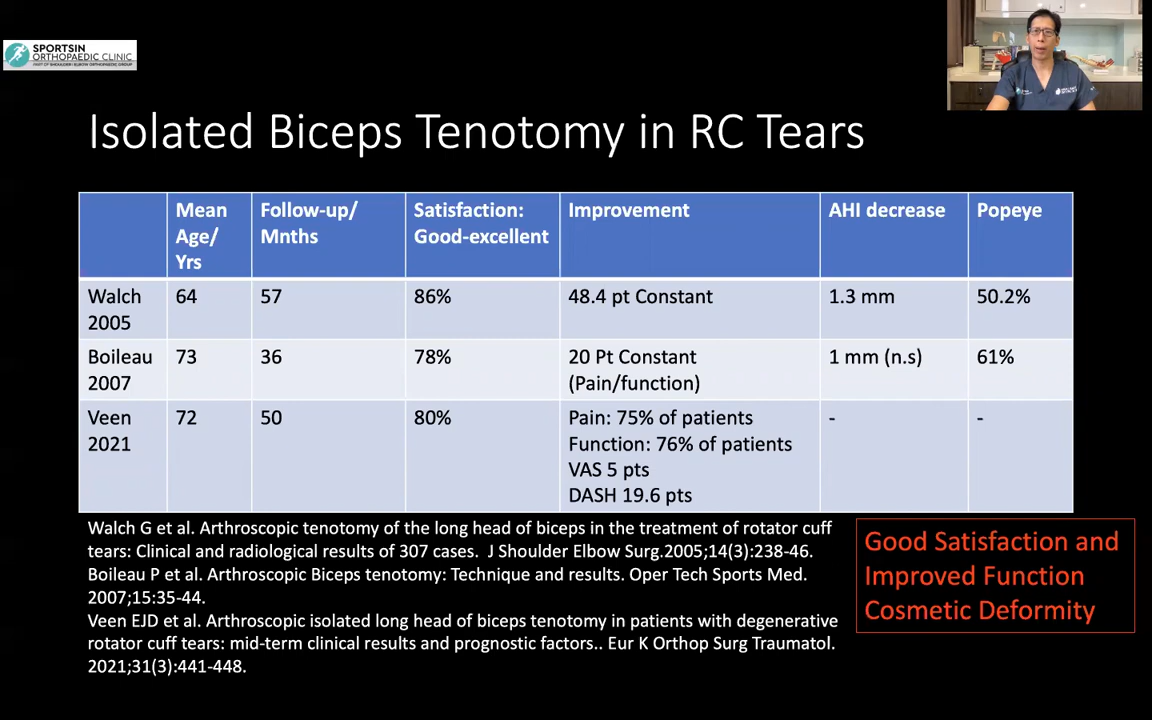 SPORTSIN
ORTHOPAEDIC CLINIC
PART OF SHOULDER | ELBOW ORTHOPAEDIC GROUP
Isolated Biceps Tenotomy in RC Tears
Mean Age/ Yrs
Follow-up/ Mnths
Satisfaction: Good-excellent
Improvement
AHI decrease
Popeye
Walch 2005
64
57
86%
48.4 pt Constant
1.3 mm
50.2%
Boileau 2007
73
36
78%
20 Pt Constant (Pain/function)
1 mm (n.s)
61%
Veen 2021
72
50
80%
Pain: 75% of patients
Function: 76% of patients
VAS 5 pts
DASH 19.6 pts
-
-
Walch G et al. Arthroscopic tenotomy of the long head of biceps in the treatment of rotator cuff
tears: Clinical and radiological results of 307 cases.  J Shoulder Elbow Surg.2005;14(3):238-46.
Boileau P et al. Arthroscopic Biceps tenotomy: Technique and results. Oper Tech Sports Med.
2007;15:35-44.
Veen EJD et al. Arthroscopic isolated long head of biceps tenotomy in patients with degenerative
rotator cuff tears: mid-term clinical results and prognostic factors.. Eur K Orthop Surg Traumatol.
2021;31(3):441-448.
Good Satisfaction and
Improved Function
Cosmetic Deformity